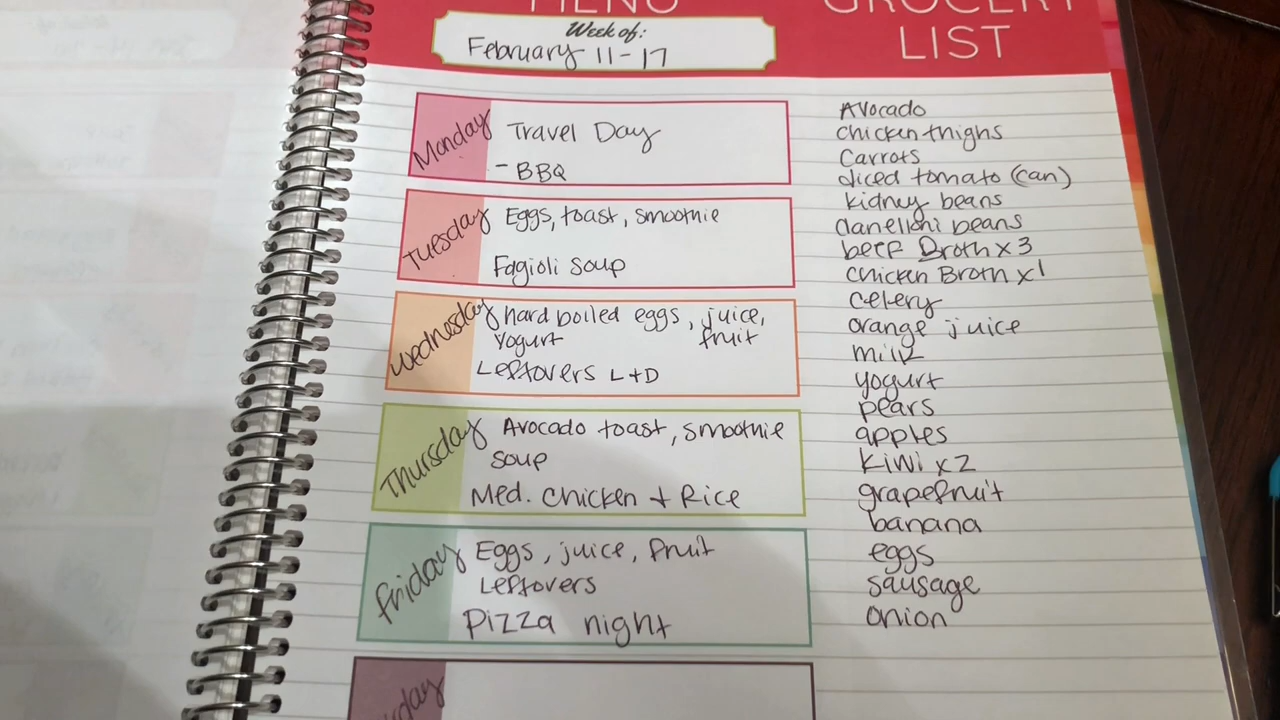 MENU
Week of:
February 11-17
Monday
Travel Day
- BBQ
Tuesday
Eggs, toast, smoothie
Fagioli Soup
Wednesday
hard boiled eggs, juice,
Yogurt fruit
Leftovers L+D
Thursday
Avocado toast, smoothie
soup
Med. Chicken + Rice
Friday
Eggs, juice, fruit
Leftovers
Pizza night
GROCERY
LIST
Avocado
chicken thighs
Carrots
diced tomato (can)
kidney beans
beans
beef Broth x3
chicken Broth x1
celery
orange juice
milk
yogurt
pears
apples
kiwi x2
grapefruit
banana
eggs
sausage
onion